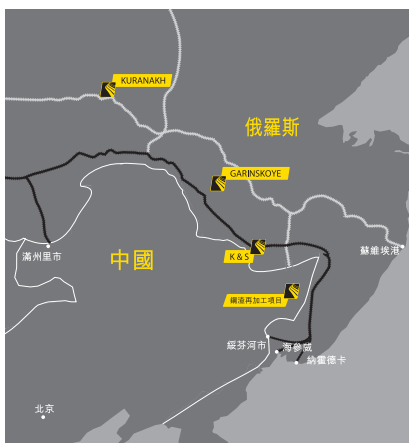 KURANAKH
俄羅斯
GARINSKOYE
中國
K & S
蘇維埃港
滿州里市
鋼渣再加工項目
綏芬河市
海參崴
納霍德卡
北京